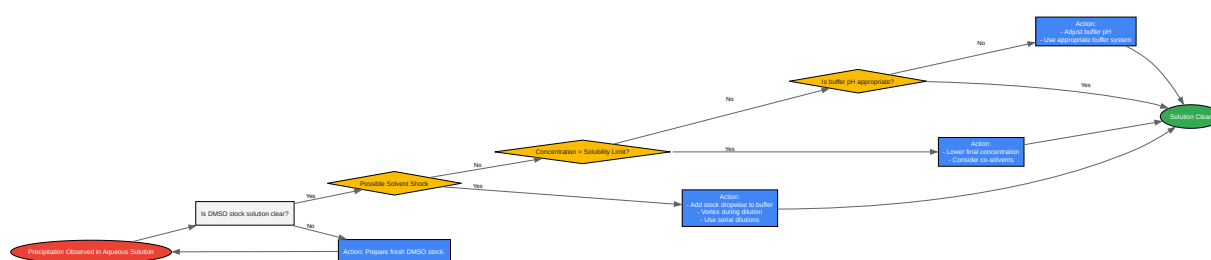 Action:
- Adjust buffer pH
- Use appropriate buffer system
No
Is buffer pH appropriate?
Yes
No
Solution Clear
Concentration > Solubility Limit?
Yes
Action:
- Lower final concentration
- Consider co-solvents
No
Possible Solvent Shock
Yes
Action:
- Add stock dropwise to buffer
- Vortex during dilution
- Use serial dilutions
Yes
Is DMSO stock solution clear?
No
Precipitation Observed in Aqueous Solution
Action: Prepare fresh DMSO stock.